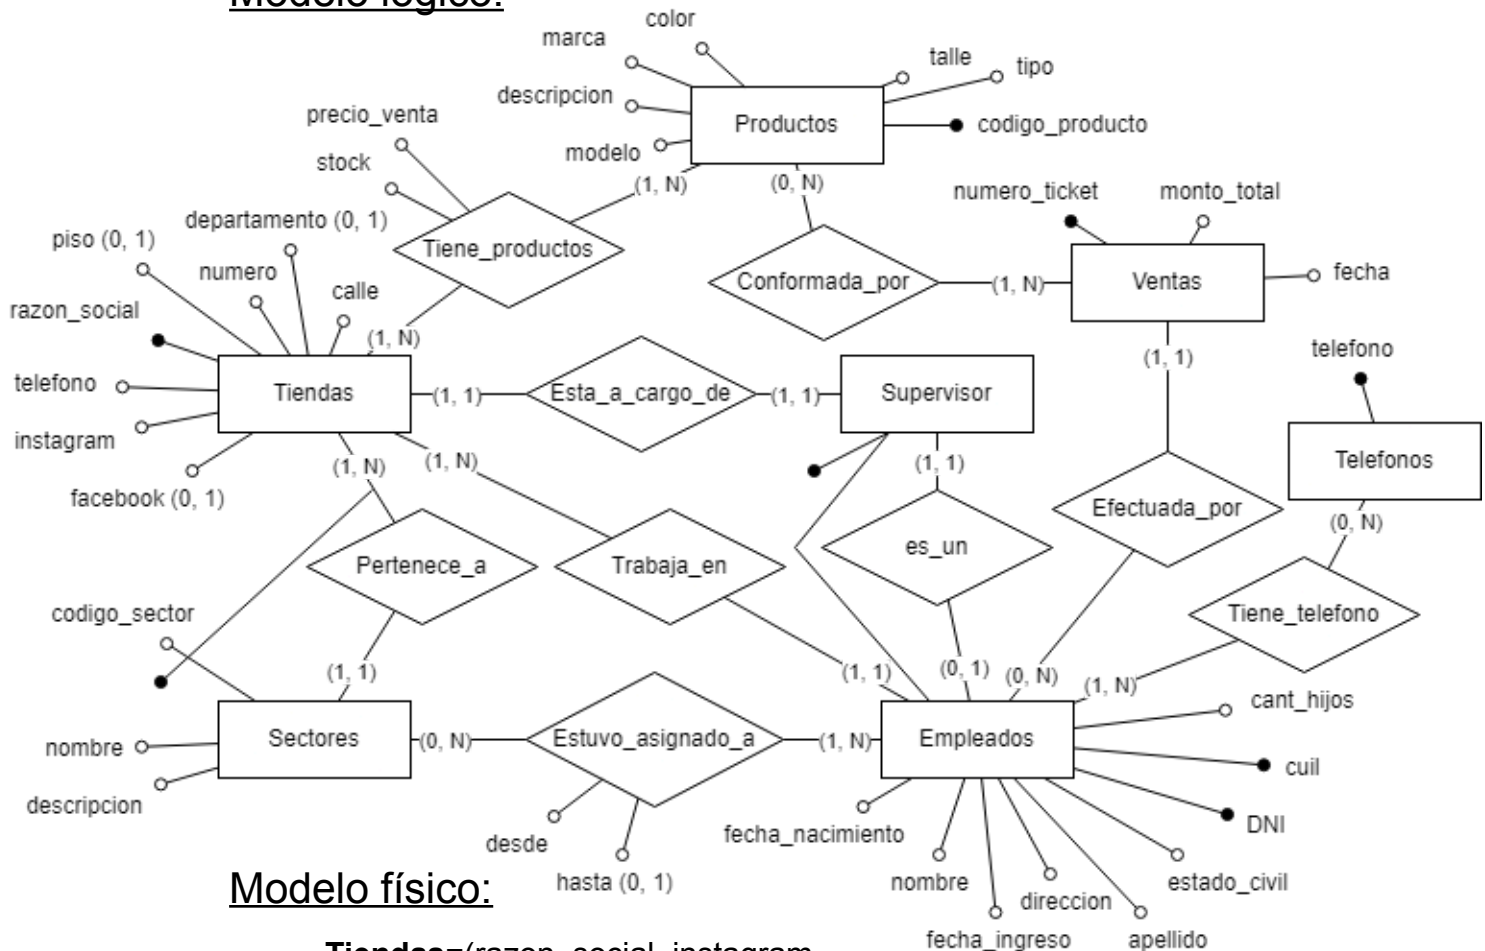 Modelo lógico:
color
marca
talle
tipo
descripcion
precio_venta
Productos
codigo_producto
modelo
stock
(1, N)
(0, N)
numero_ticket
monto_total
departamento (0, 1)
piso (0, 1)
Tiene_productos
numero
Conformada_por
(1, N)
Ventas
fecha
calle
razon_social
(1, N)
(1, 1)
telefono
telefono
Tiendas
(1, 1)
Esta_a_cargo_de
(1, 1)
Supervisor
instagram
(1, N)
(1, N)
(1, 1)
Telefonos
facebook (0, 1)
Efectuada_por
(0, N)
es_un
Pertenece_a
Trabaja_en
codigo_sector
Tiene_telefono
(1, 1)
(1, 1)
(0, 1)
(0, N)
(1, N)
cant_hijos
Sectores
(0, N)
Estuvo_asignado_a
(1, N)
Empleados
nombre
cuil
descripcion
DNI
desde
fecha_nacimiento
hasta (0, 1)
nombre
estado_civil
direccion
Modelo físico:
fecha_ingreso
apellido
Tiendas=(razon_social, instagram,